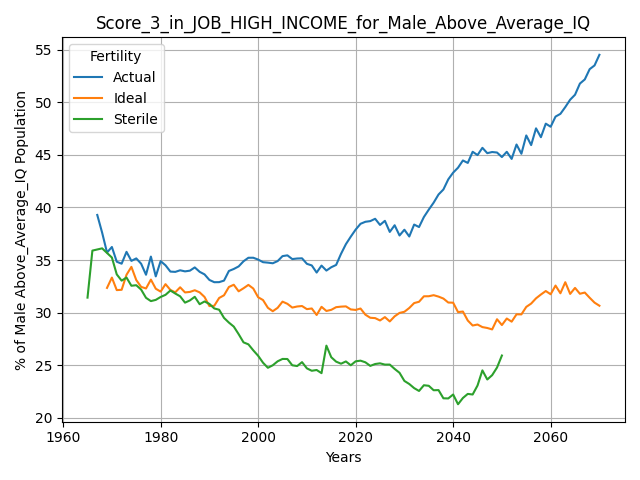 Score_3_in_JOB_HIGH_INCOME_for_Male_Above_Average_IQ
% of Male Above_Average_IQ Population
55
50
45
40
35
30
25
20
Fertility
Actual
Ideal
Sterile
1960 1980 2000 2020 2040 2060
Years